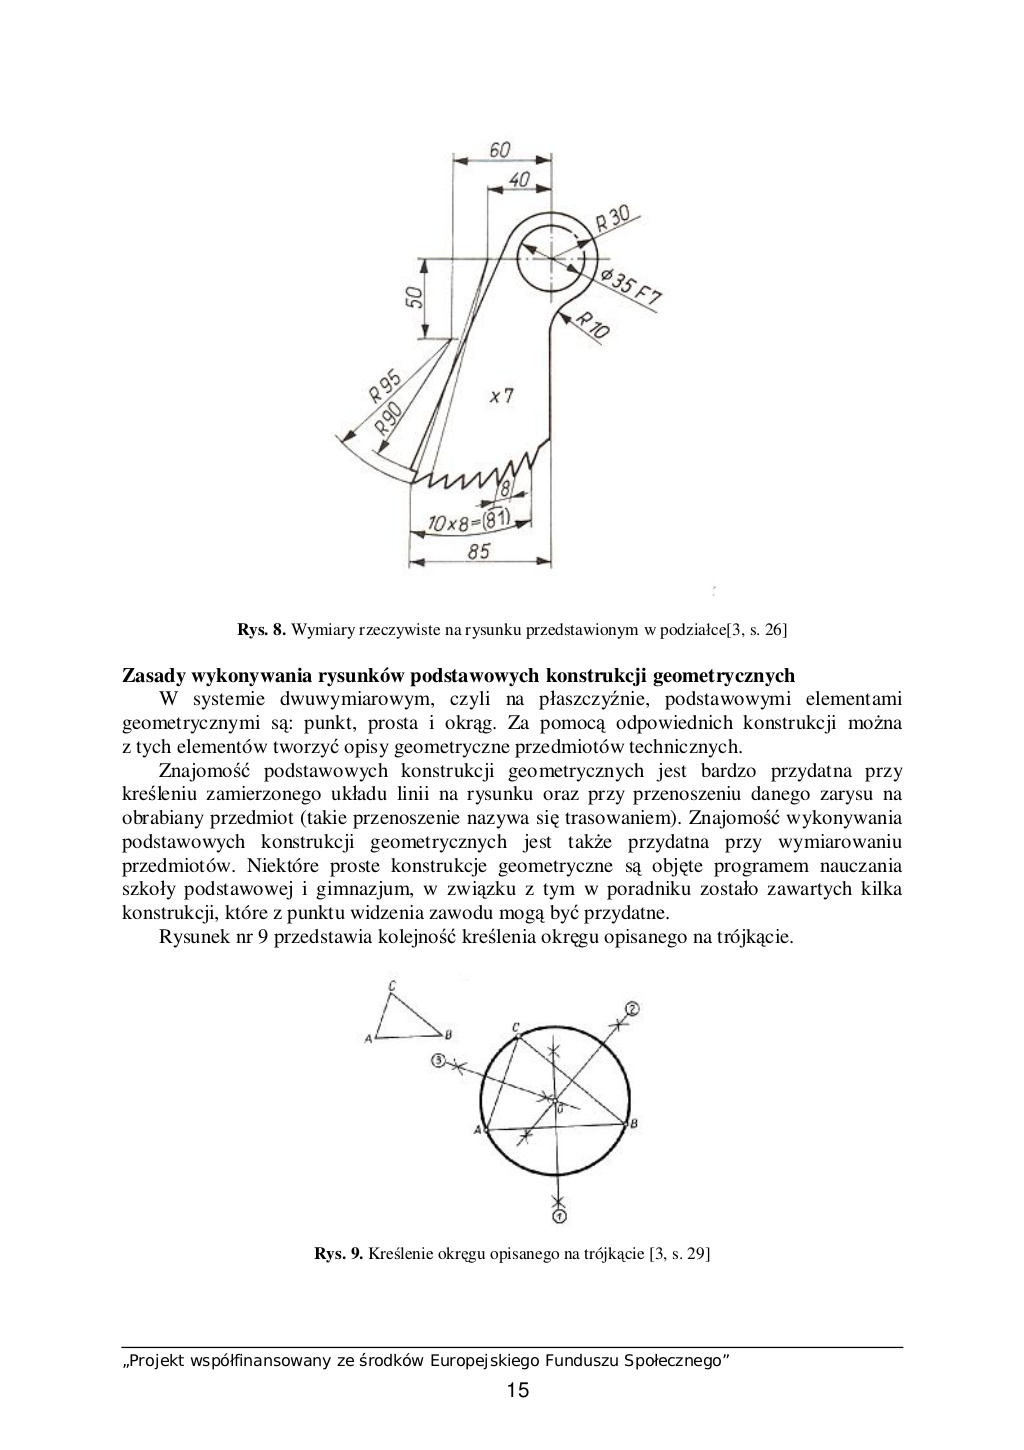 60
40
R30
ϕ35 F7
50
R10
R95
x7
R90
8
10x8=(81)
85
Rys. 8. Wymiary rzeczywiste na rysunku przedstawionym w podziałce[3, s. 26]
Zasady wykonywania rysunków podstawowych konstrukcji geometrycznych
W systemie dwuwymiarowym, czyli na płaszczyźnie, podstawowymi elementami
geometrycznymi są: punkt, prosta i okrąg. Za pomocą odpowiednich konstrukcji można
z tych elementów tworzyć opisy geometryczne przedmiotów technicznych.
Znajomość podstawowych konstrukcji geometrycznych jest bardzo przydatna przy
kreśleniu zamierzonego układu linii na rysunku oraz przy przenoszeniu danego zarysu na
obrabiany przedmiot (takie przenoszenie nazywa się trasowaniem). Znajomość wykonywania
podstawowych konstrukcji geometrycznych jest także przydatna przy wymiarowaniu
przedmiotów. Niektóre proste konstrukcje geometryczne są objęte programem nauczania
szkoły podstawowej i gimnazjum, w związku z tym w poradniku zostało zawartych kilka
konstrukcji, które z punktu widzenia zawodu mogą być przydatne.
Rysunek nr 9 przedstawia kolejność kreślenia okręgu opisanego na trójkącie.
C
A
B
2
C
3
O
A
B
1
Rys. 9. Kreślenie okręgu opisanego na trójkącie [3, s. 29]
„Projekt współfinansowany ze środków Europejskiego Funduszu Społecznego”
15